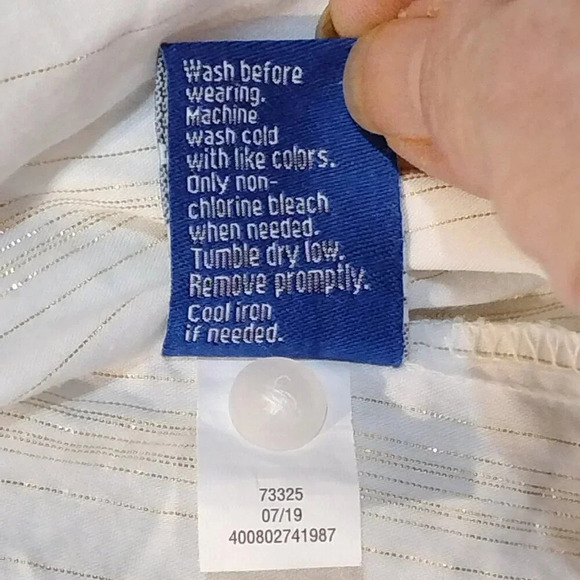 Wash before
wearing.
Machine
wash cold
with like colors.
Only non-
chlorine bleach
when needed.
Tumble dry low.
Remove promptly.
Cool iron
if needed.
73325
07/19
400802741987